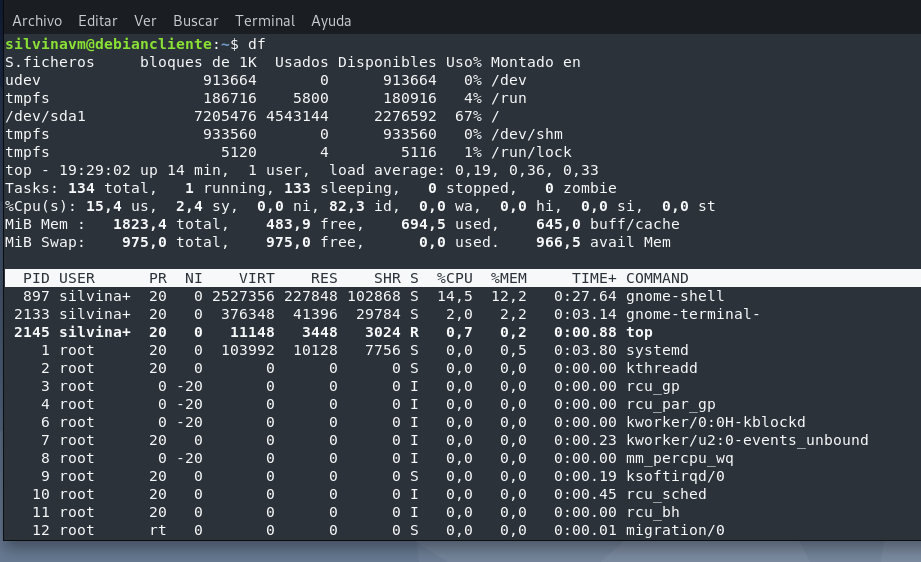 Archivo Editar Ver Buscar Terminal Ayuda
silvinavm@debiancliente:~$ df
S.ficheros     bloques de 1K  Usados Disponibles Uso% Montado en
udev                  913664       0      913664   0% /dev
tmpfs                 186716    5800      180916   4% /run
/dev/sda1            7205476 4543144     2276592  67% /
tmpfs                 933560       0      933560   0% /dev/shm
tmpfs                   5120       4        5116   1% /run/lock
top - 19:29:02 up 14 min,  1 user,  load average: 0,19, 0,36, 0,33
Tasks: 134 total,   1 running, 133 sleeping,   0 stopped,   0 zombie
%Cpu(s): 15,4 us,  2,4 sy,  0,0 ni, 82,3 id,  0,0 wa,  0,0 hi,  0,0 si,  0,0 st
MiB Mem :   1823,4 total,    483,9 free,    694,5 used,    645,0 buff/cache
MiB Swap:    975,0 total,    975,0 free,      0,0 used.    966,5 avail Mem
  PID USER      PR  NI    VIRT    RES    SHR S  %CPU  %MEM     TIME+ COMMAND
  897 silvina+  20   0 2527356 227848 102868 S  14,5  12,2   0:27.64 gnome-shell
 2133 silvina+  20   0  376348  41396  29784 S   2,0   2,2   0:03.14 gnome-terminal-
 2145 silvina+  20   0   11148   3448   3024 R   0,7   0,2   0:00.88 top
    1 root      20   0  103992  10128   7756 S   0,0   0,5   0:03.80 systemd
    2 root      20   0       0      0      0 S   0,0   0,0   0:00.00 kthreadd
    3 root       0 -20       0      0      0 I   0,0   0,0   0:00.00 rcu_gp
    4 root       0 -20       0      0      0 I   0,0   0,0   0:00.00 rcu_par_gp
    6 root       0 -20       0      0      0 I   0,0   0,0   0:00.00 kworker/0:0H-kblockd
    7 root      20   0       0      0      0 I   0,0   0,0   0:00.23 kworker/u2:0-events_unbound
    8 root       0 -20       0      0      0 I   0,0   0,0   0:00.00 mm_percpu_wq
    9 root      20   0       0      0      0 S   0,0   0,0   0:00.19 ksoftirqd/0
   10 root      20   0       0      0      0 I   0,0   0,0   0:00.45 rcu_sched
   11 root      20   0       0      0      0 I   0,0   0,0   0:00.00 rcu_bh
   12 root      rt   0       0      0      0 S   0,0   0,0   0:00.01 migration/0